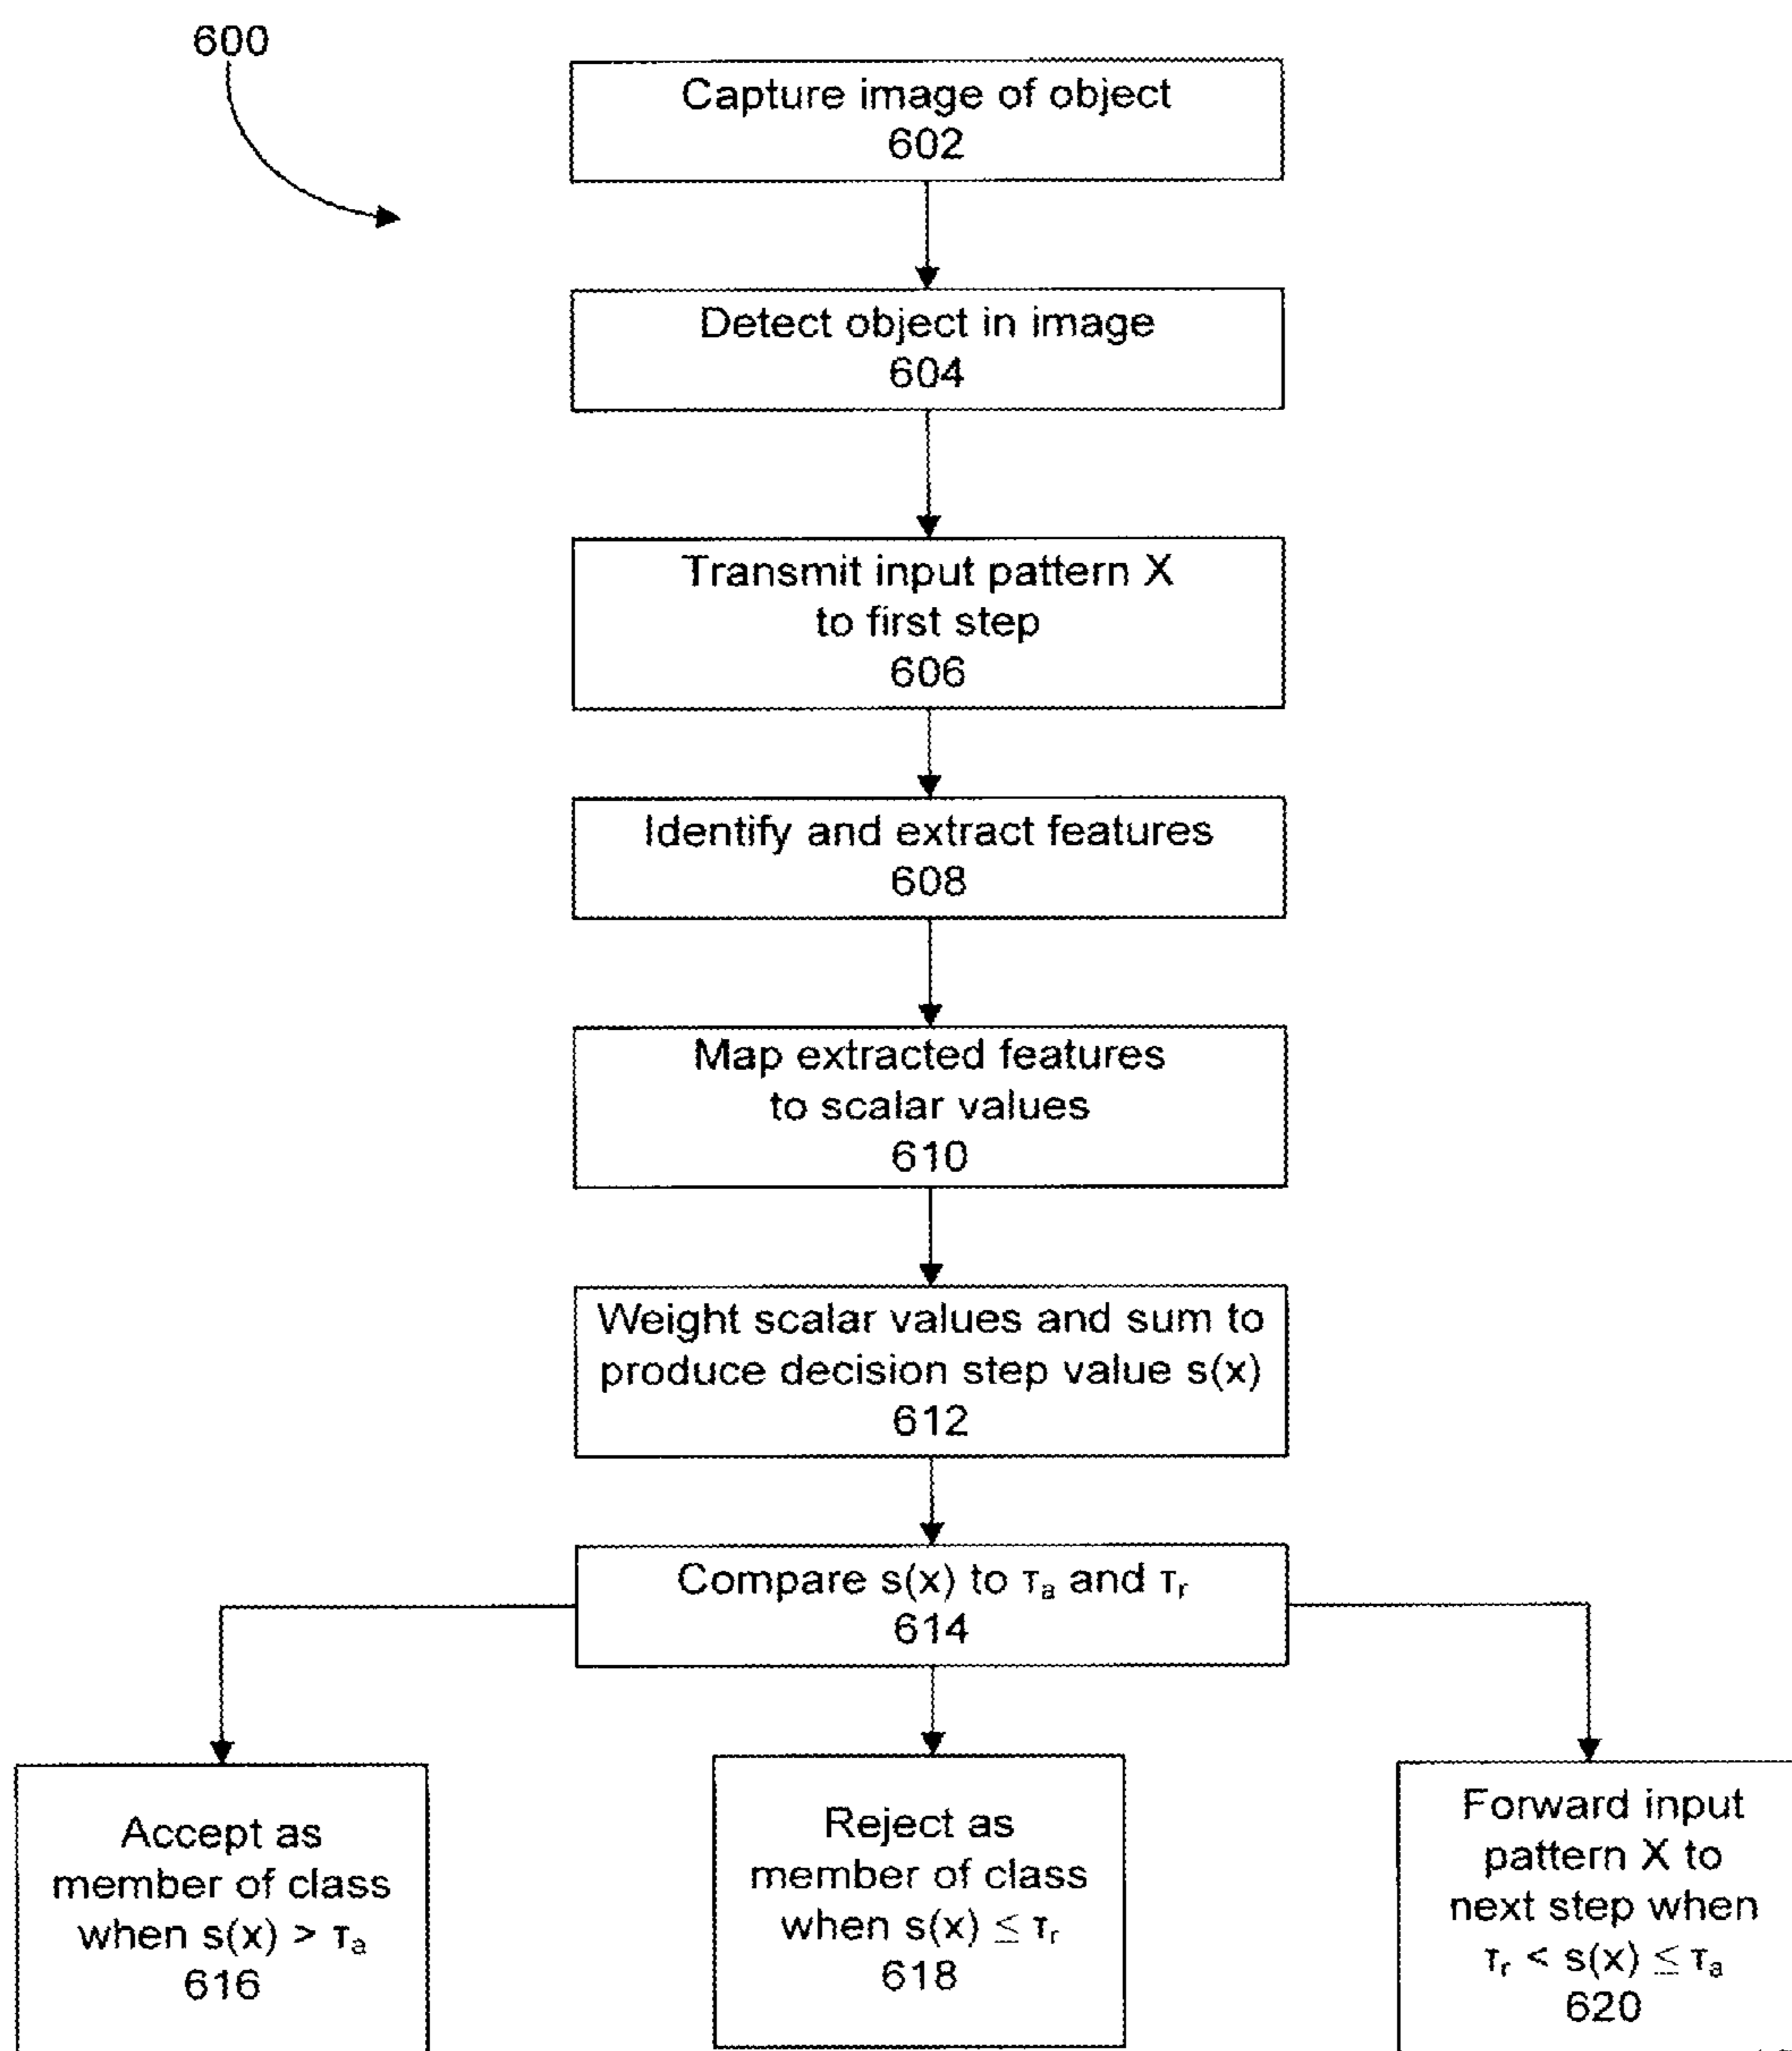 600
Capture image of object
602
Detect object in image
604
Transmit input pattern X
to first step
606
Identify and extract features
608
Map extracted features
to scalar values
610
Weight scalar values and sum to
produce decision step value s(x)
612
Compare s(x) to τa and τr
614
Accept as
member of class
when s(x) > τa
616
Reject as
member of class
when s(x) ≤ τr
618
Forward input
pattern X to
next step when
τr < s(x) ≤ τa
620